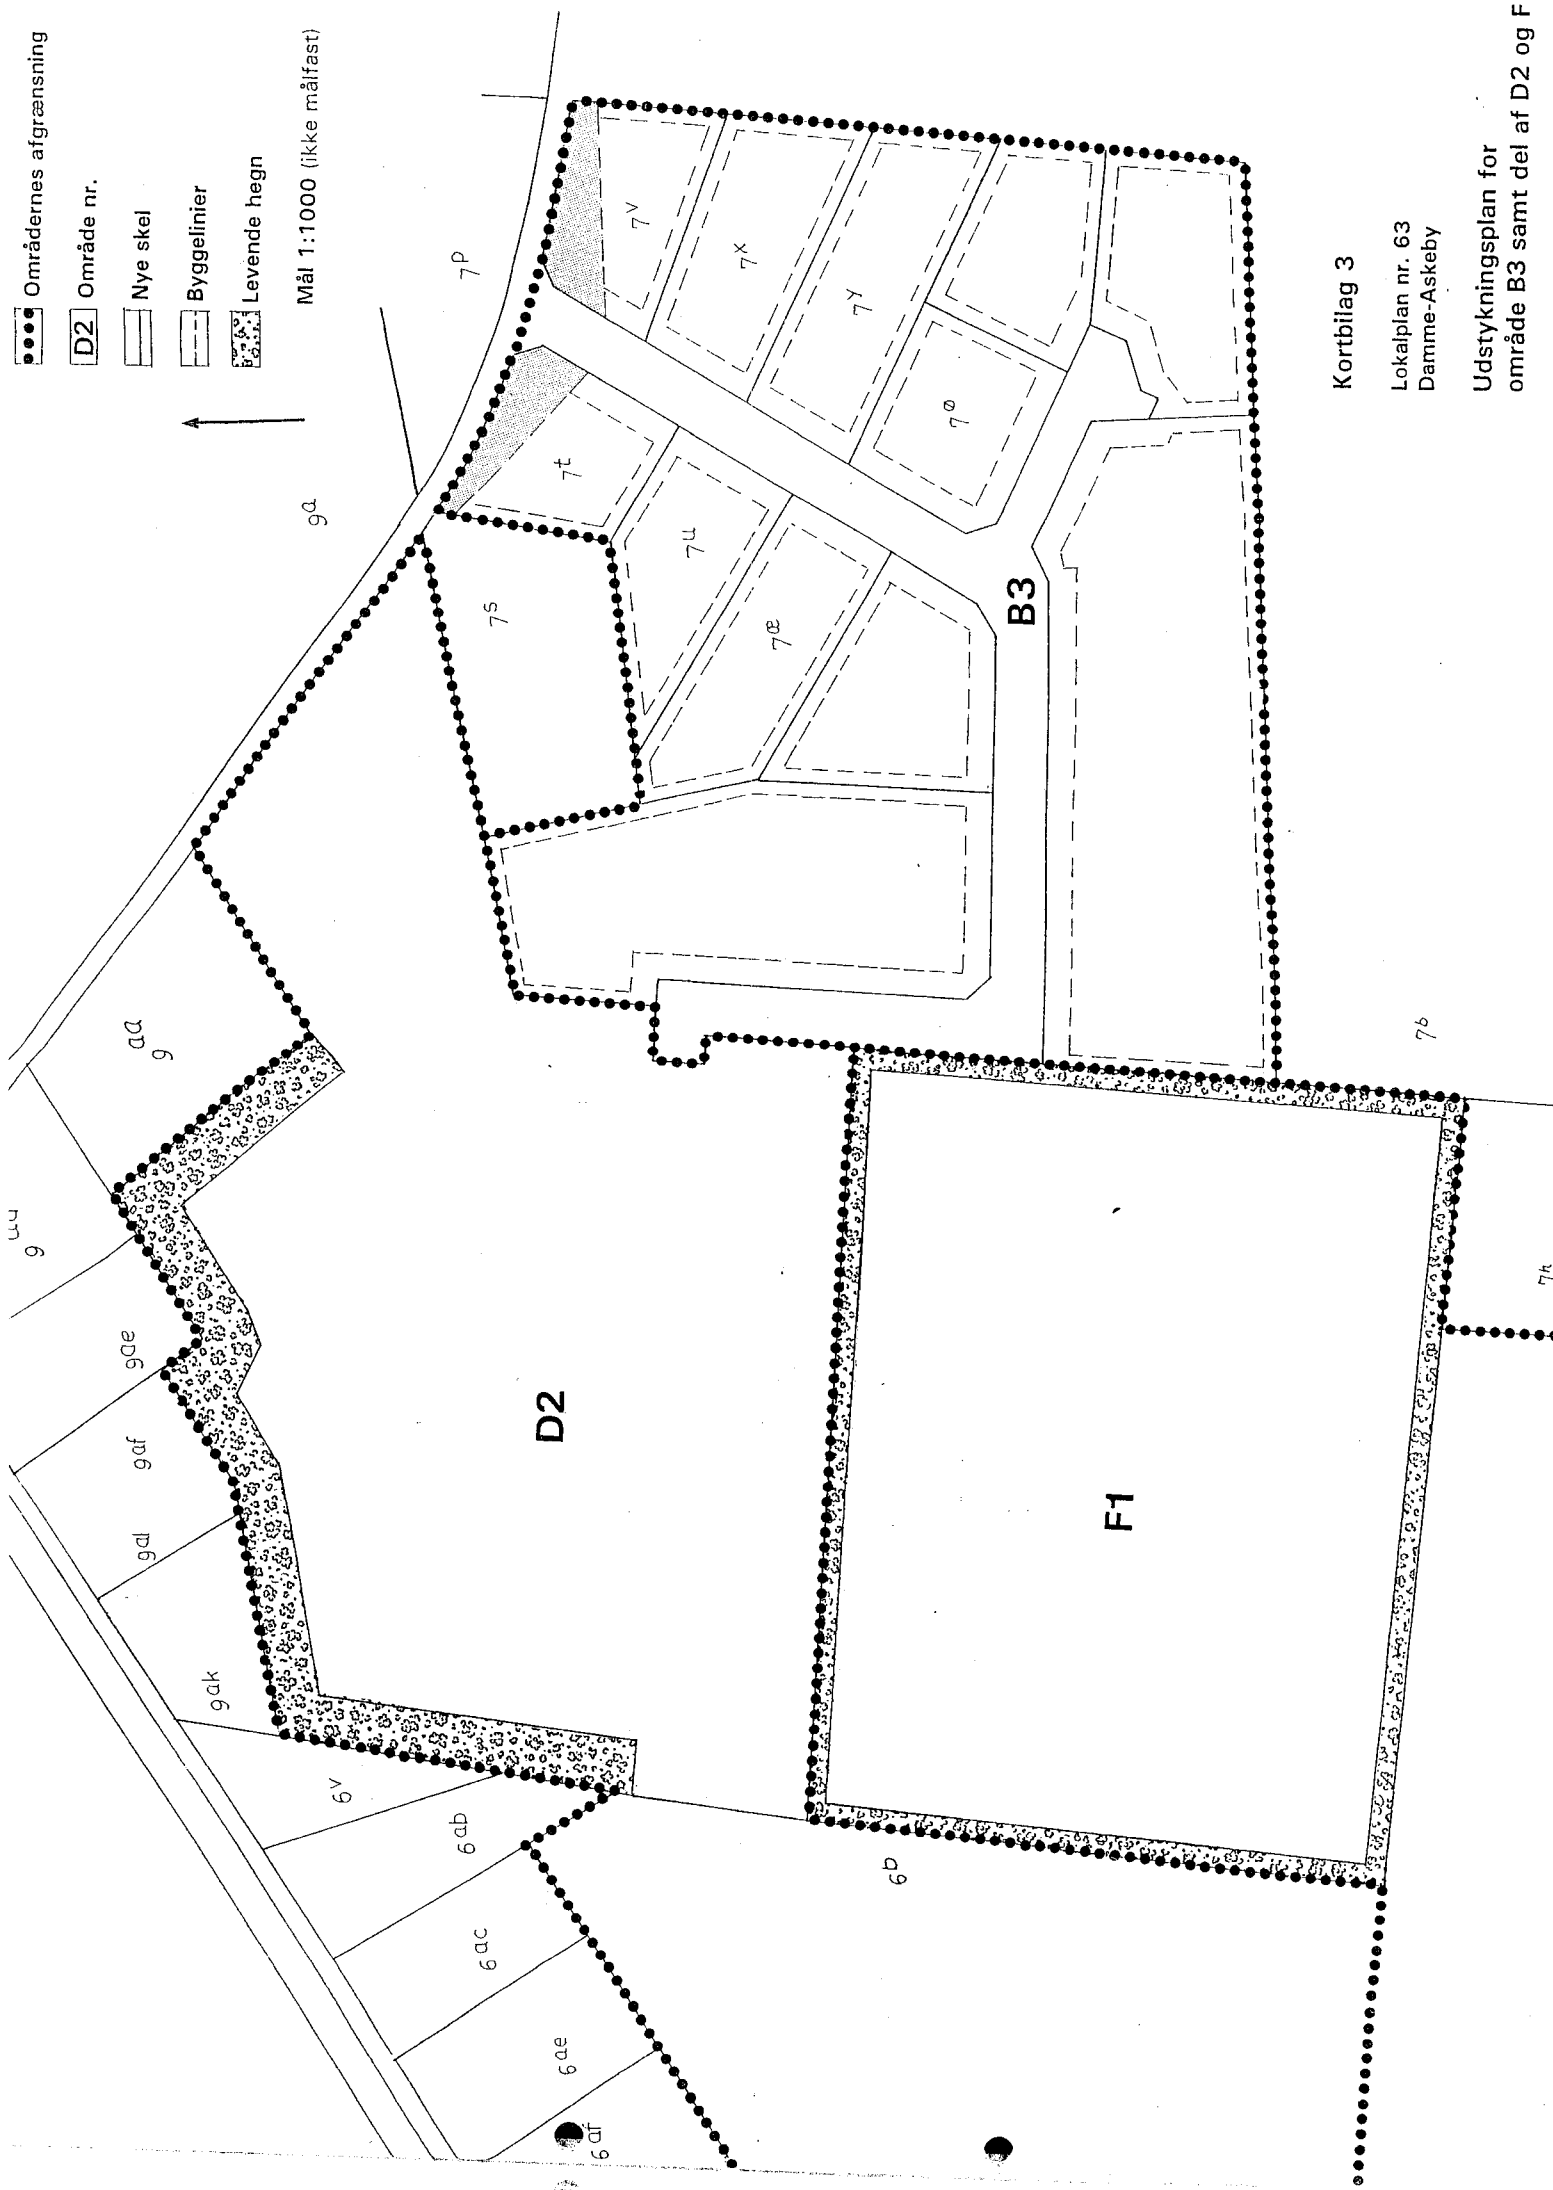 Områdernes afgrænsning
D2 Område nr.
Nye skel
Byggelinier
Levende hegn
Mål 1:1000 (ikke målfast)
9 aa
9ae
9af
9al
9ak
6v
6ab
6ac
6ae
6af
6b
9a
7p
7s
7t
7u
7æ
7v
7x
7y
7ø
D2
F1
B3
7b
7h
Kortbilag 3
Lokalplan nr. 63
Damme-Askeby
Udstykningsplan for
område B3 samt del af D2 og F